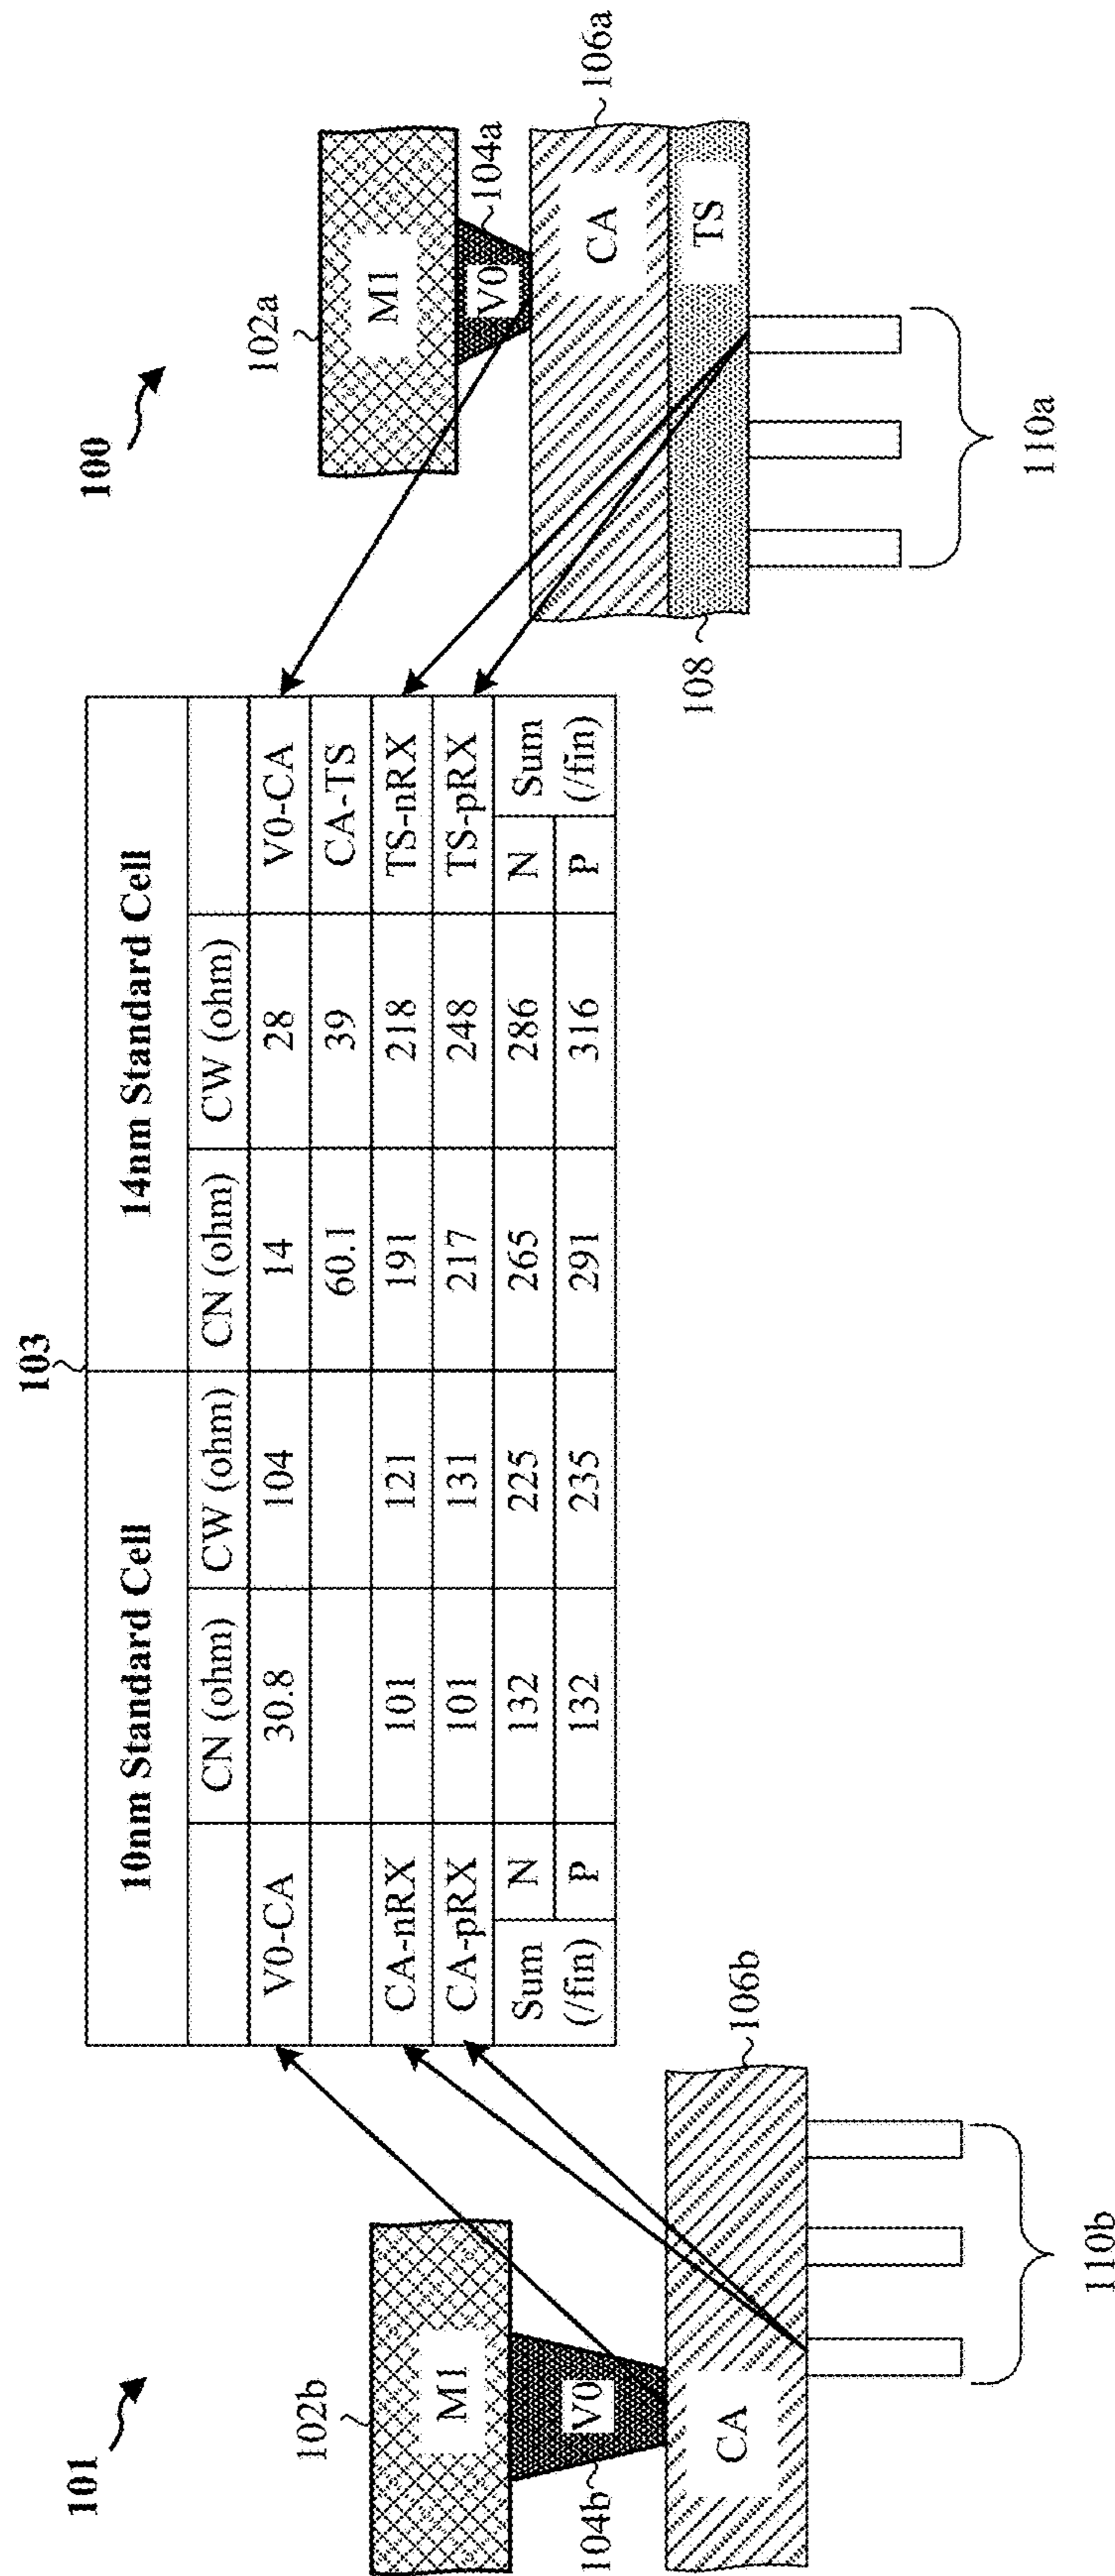 101
103
100
102b
M1
V0
104b
CA
106b
110b
10nm Standard Cell 14nm Standard Cell
CN (ohm) CW (ohm) CN (ohm) CW (ohm)
V0-CA 30.8 104 14 28 V0-CA
60.1 39 CA-TS
CA-nRX 101 121 191 218 TS-nRX
CA-pRX 101 131 217 248 TS-pRX
Sum (/fin) N 132 225 265 286 N Sum (/fin)
P 132 235 291 316 P
102a
M1
V0
104a
CA
106a
TS
108
110a